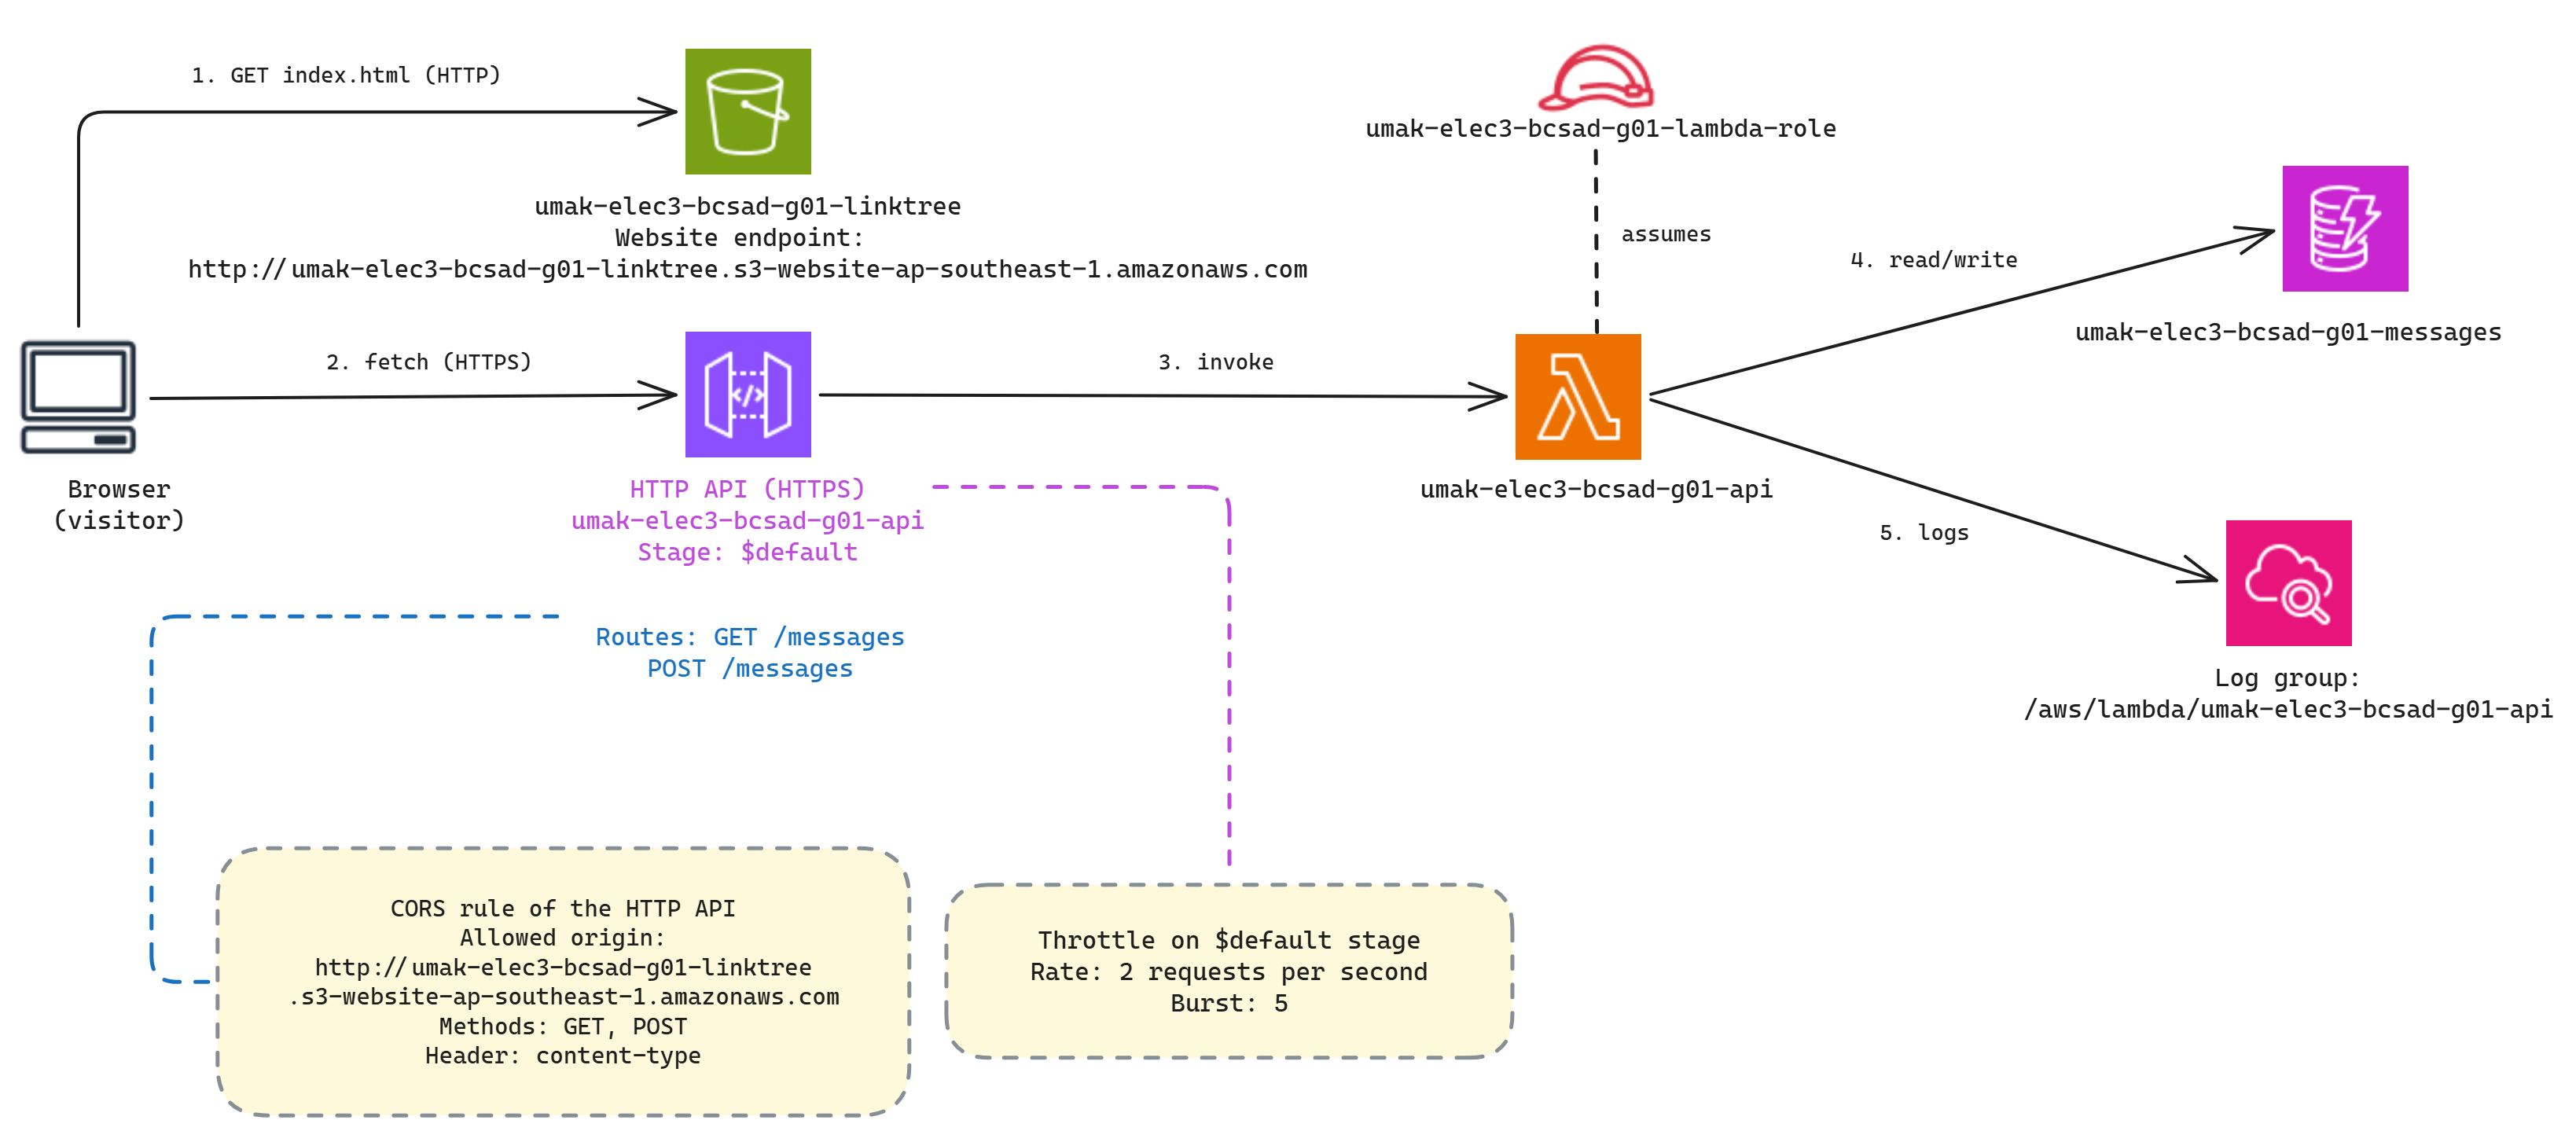 1. GET index.html (HTTP)
umak-elec3-bcsad-g01-linktree
Website endpoint:
http://umak-elec3-bcsad-g01-linktree.s3-website-ap-southeast-1.amazonaws.com
umak-elec3-bcsad-g01-lambda-role
assumes
4. read/write
umak-elec3-bcsad-g01-messages
2. fetch (HTTPS)
3. invoke
Browser
(visitor)
HTTP API (HTTPS)
umak-elec3-bcsad-g01-api
Stage: $default
umak-elec3-bcsad-g01-api
5. logs
Routes: GET /messages
POST /messages
Log group:
/aws/lambda/umak-elec3-bcsad-g01-api
CORS rule of the HTTP API
Allowed origin:
http://umak-elec3-bcsad-g01-linktree
.s3-website-ap-southeast-1.amazonaws.com
Methods: GET, POST
Header: content-type
Throttle on $default stage
Rate: 2 requests per second
Burst: 5